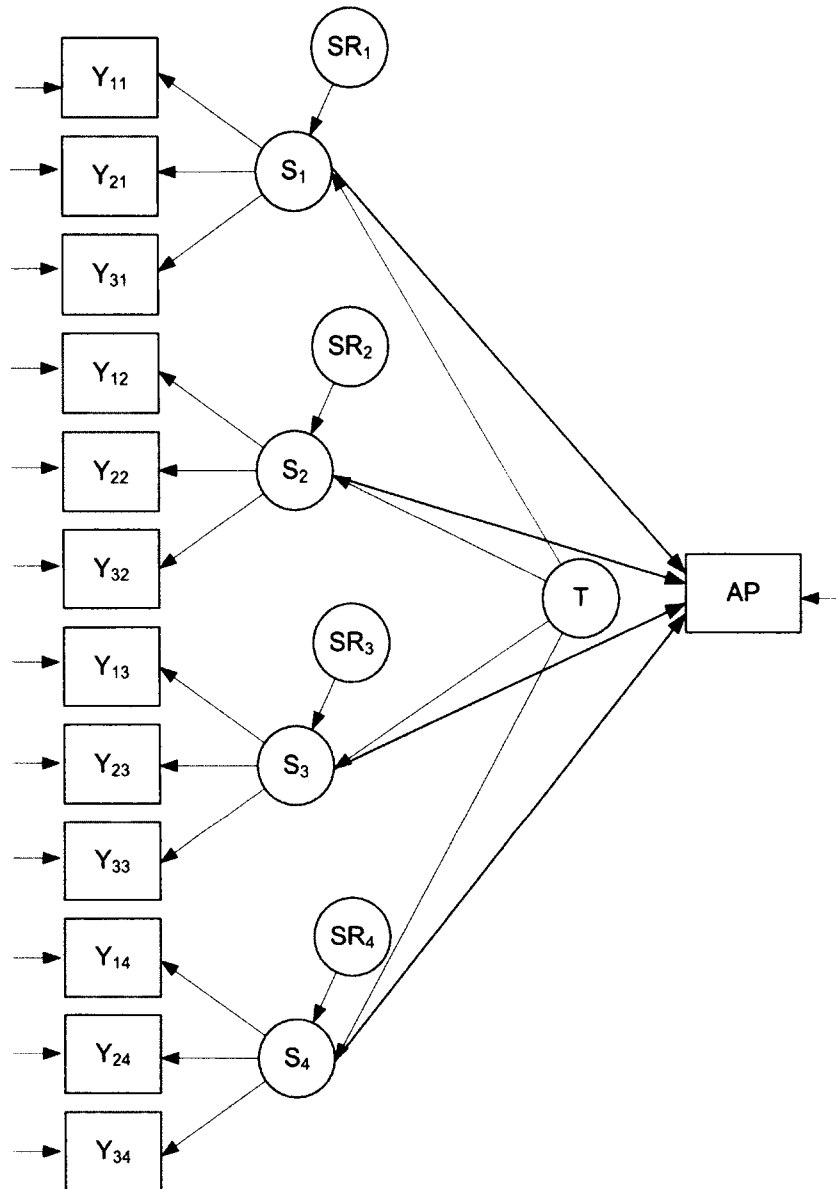 SR₁
Y₁₁
S₁
Y₂₁
Y₃₁
SR₂
Y₁₂
S₂
Y₂₂
Y₃₂
T
AP
SR₃
Y₁₃
S₃
Y₂₃
Y₃₃
SR₄
Y₁₄
S₄
Y₂₄
Y₃₄